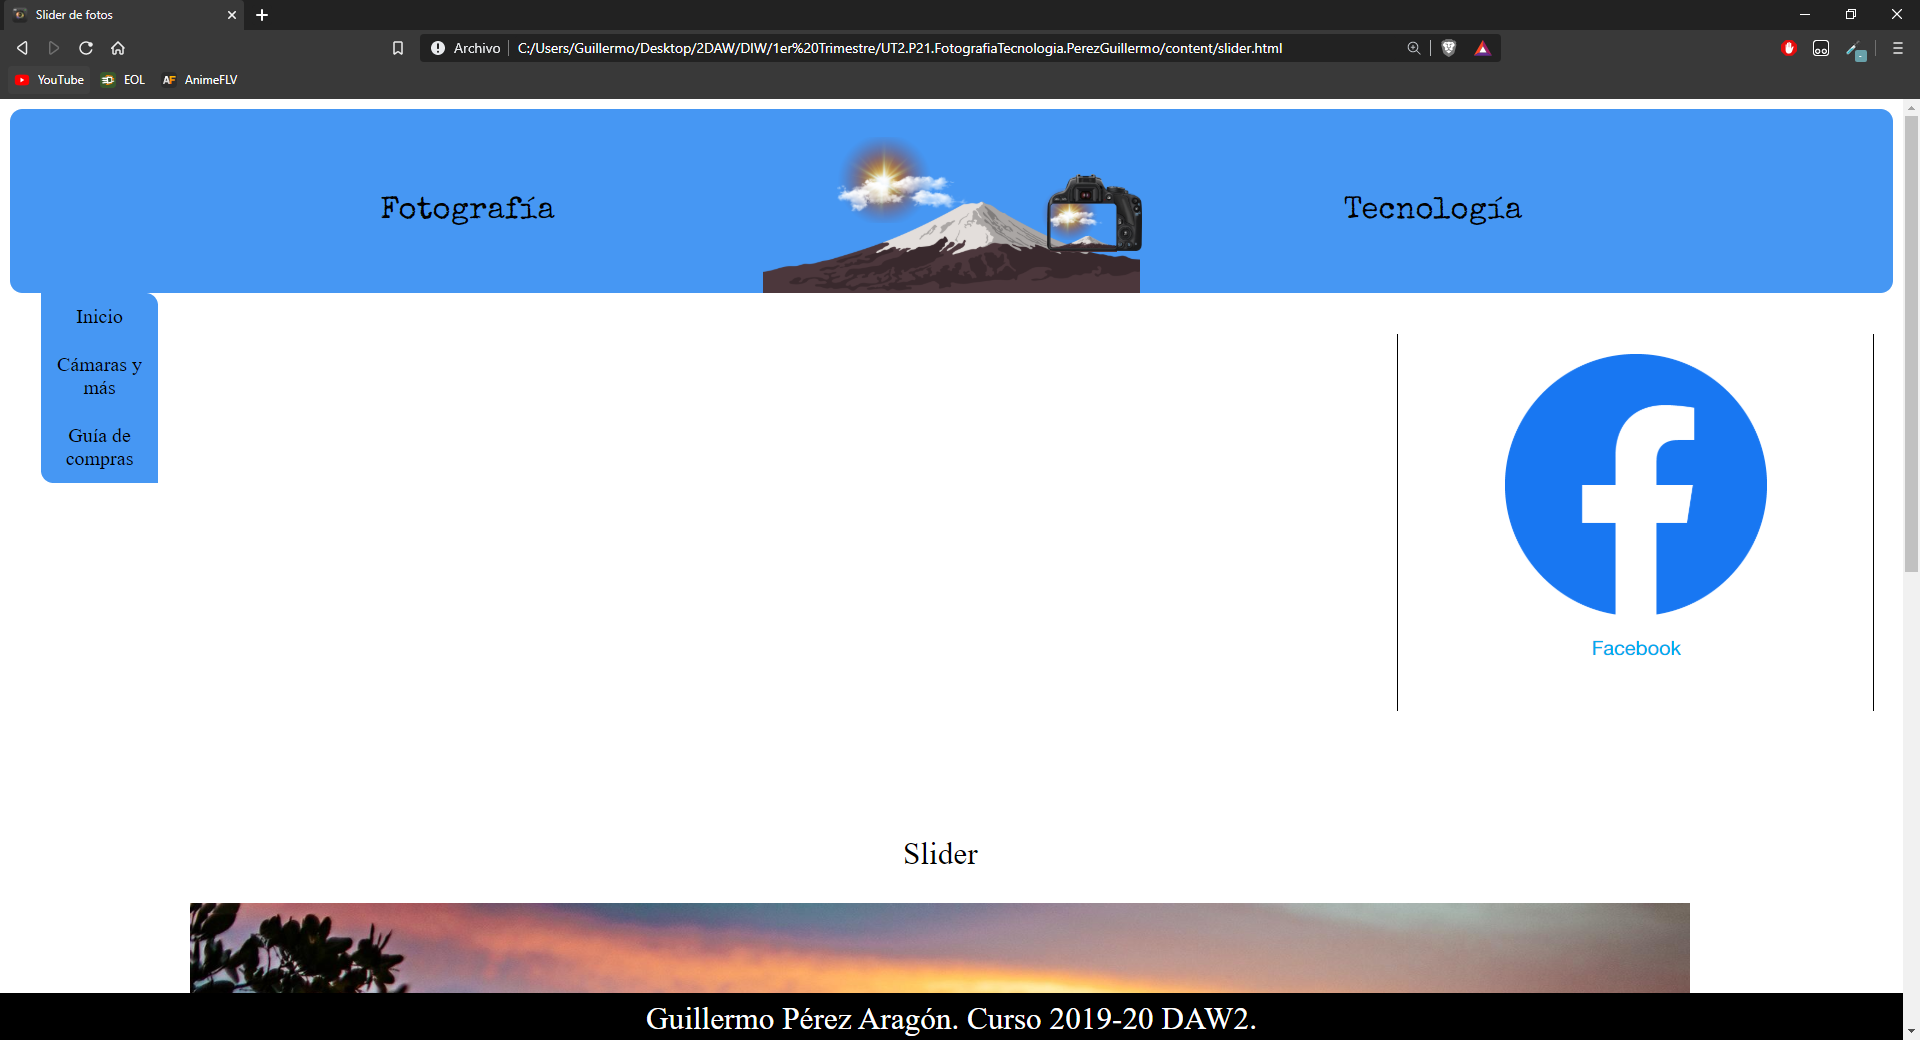 Slider de fotos
Archivo C:/Users/Guillermo/Desktop/2DAW/DIW/1er%20Trimestre/UT2.P21.FotografiaTecnologia.PerezGuillermo/content/slider.html
YouTube EOL AF AnimeFLV
Fotografía Tecnología
Inicio
Cámaras y
más
Guía de
compras
Facebook
Slider
Guillermo Pérez Aragón. Curso 2019-20 DAW2.